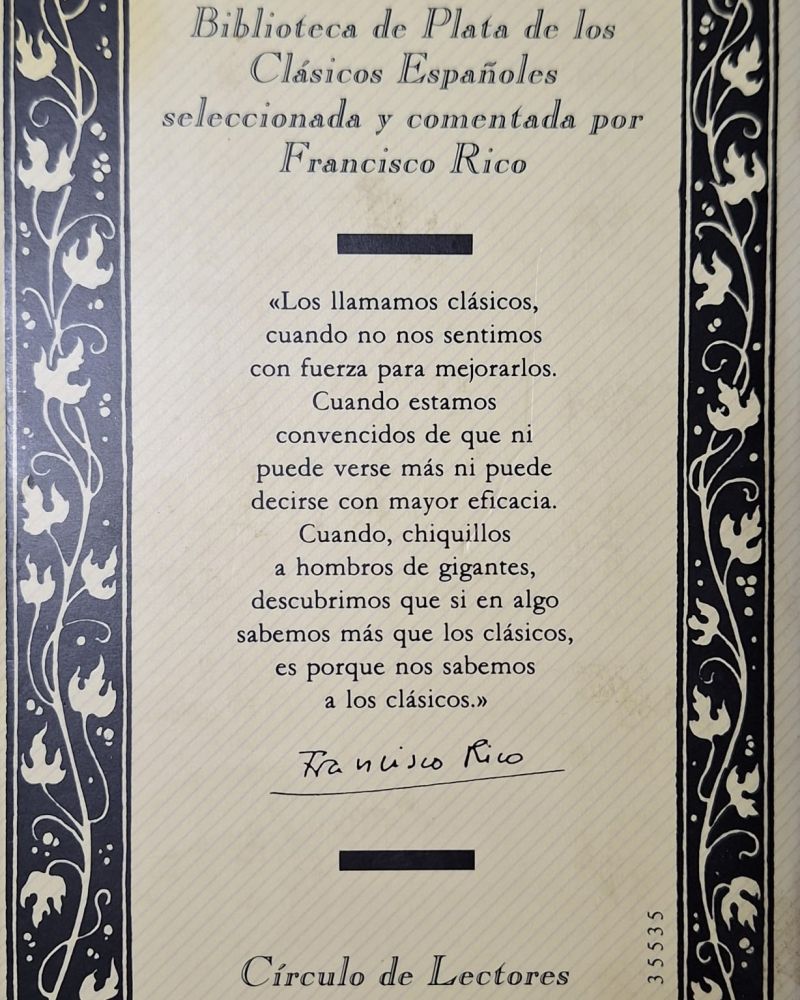 Biblioteca de Plata de los
Clásicos Españoles
seleccionada y comentada por
Francisco Rico
«Los llamamos clásicos,
cuando no nos sentimos
con fuerza para mejorarlos.
Cuando estamos
convencidos de que ni
puede verse más ni puede
decirse con mayor eficacia.
Cuando, chiquillos
a hombros de gigantes,
descubrimos que si en algo
sabemos más que los clásicos,
es porque nos sabemos
a los clásicos.»
Francisco Rico
Círculo de Lectores
35535